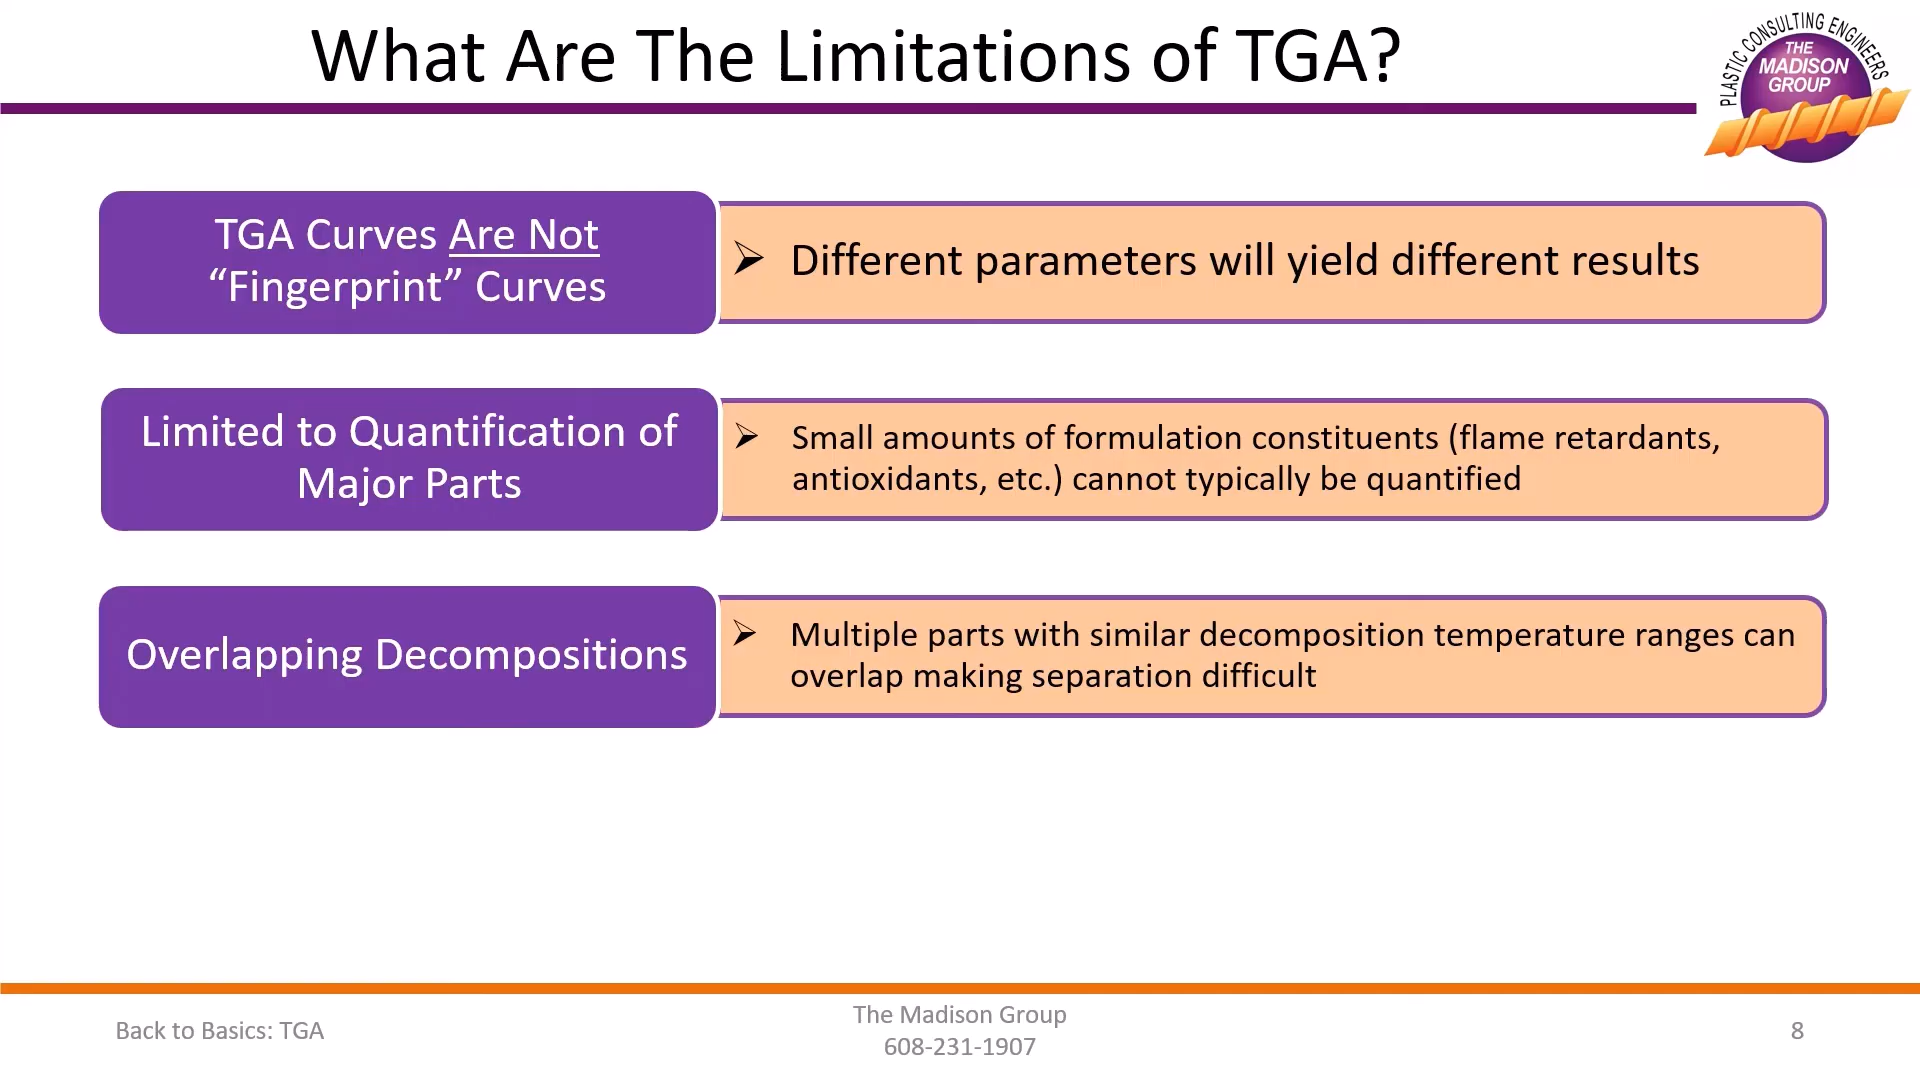 What Are The Limitations of TGA?
PLASTIC CONSULTING ENGINEERS
THE
MADISON
GROUP
TGA Curves Are Not
“Fingerprint” Curves
Different parameters will yield different results
Limited to Quantification of
Major Parts
Small amounts of formulation constituents (flame retardants,
antioxidants, etc.) cannot typically be quantified
Overlapping Decompositions
Multiple parts with similar decomposition temperature ranges can
overlap making separation difficult
Back to Basics: TGA
The Madison Group
608-231-1907
8